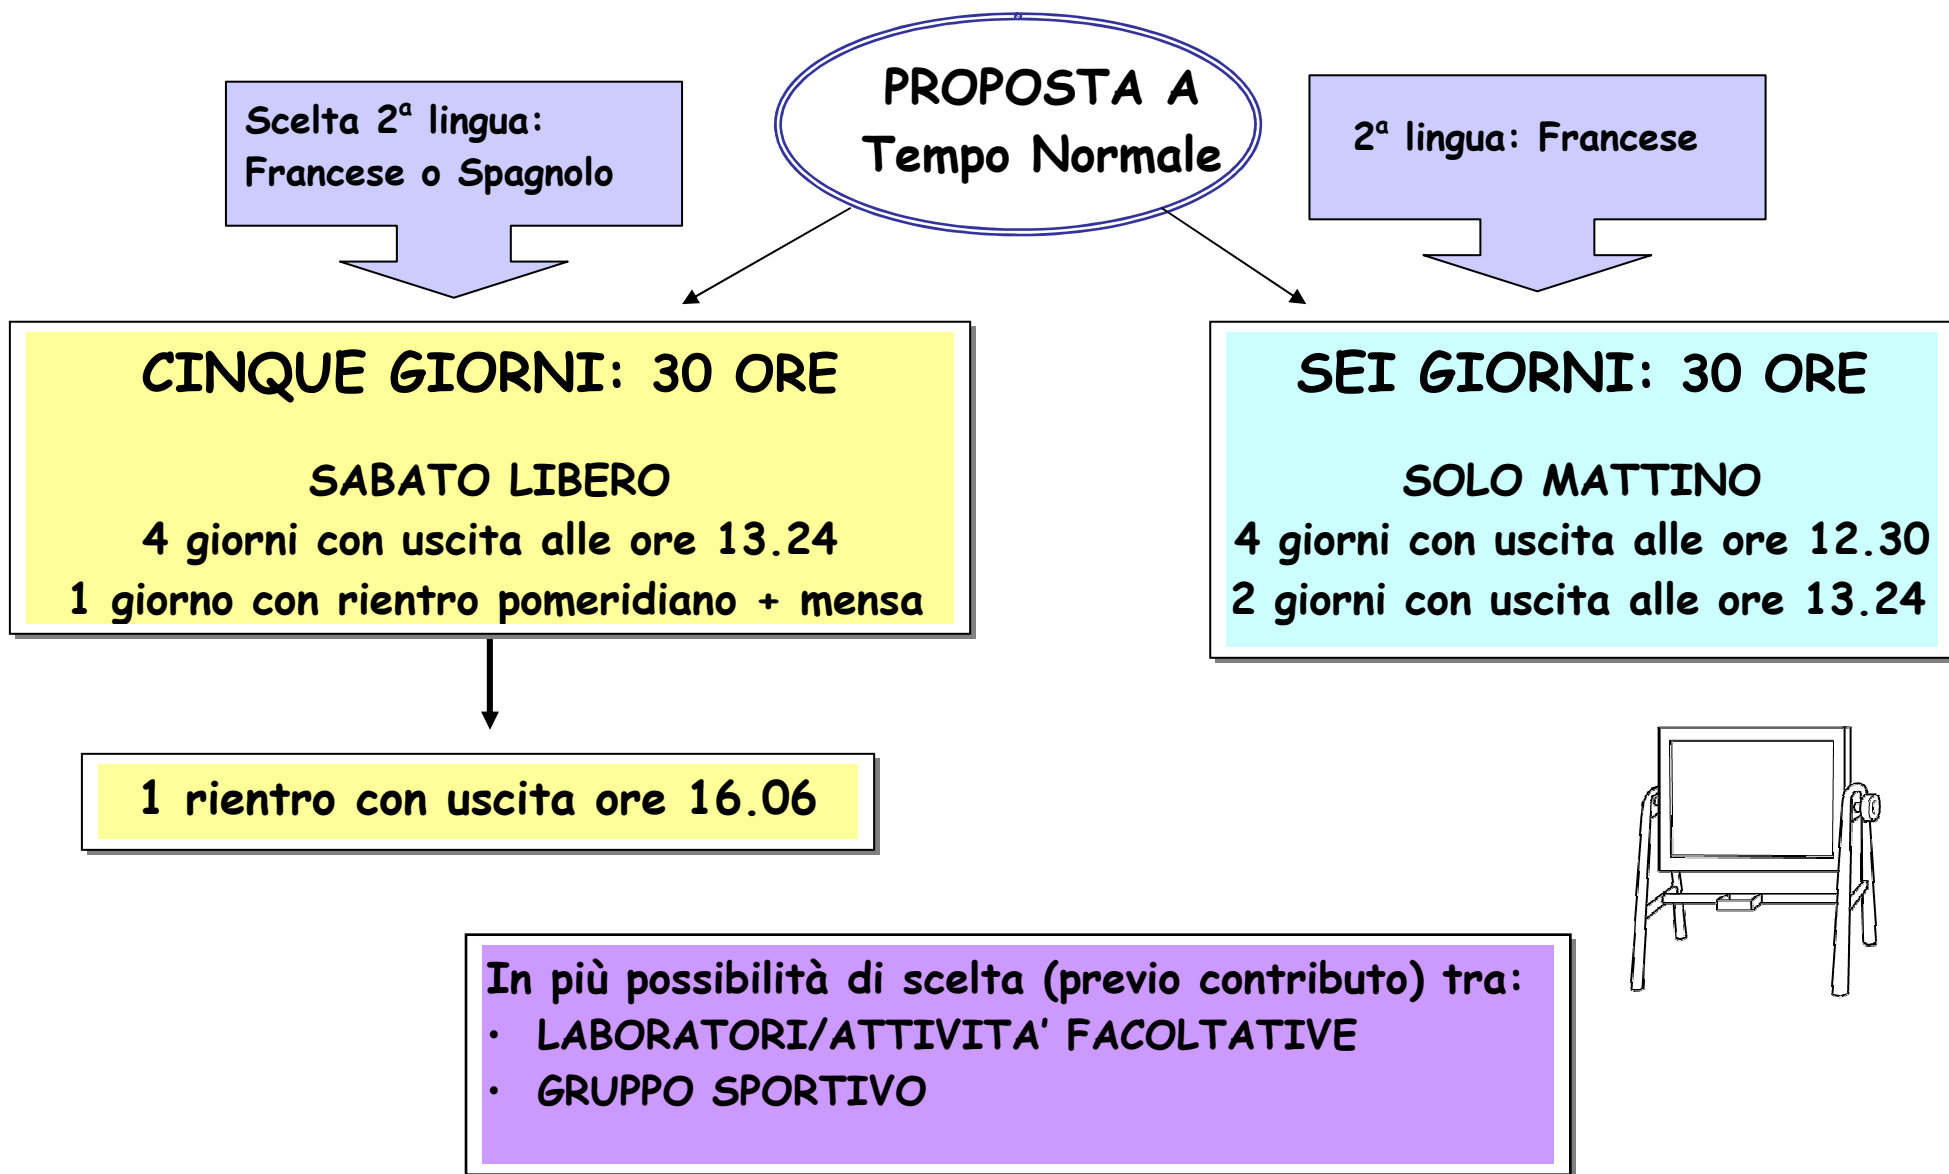 PROPOSTA A
Tempo Normale
Scelta 2ª lingua:
Francese o Spagnolo
2ª lingua: Francese
CINQUE GIORNI: 30 ORE
SABATO LIBERO
4 giorni con uscita alle ore 13.24
1 giorno con rientro pomeridiano + mensa
SEI GIORNI: 30 ORE
SOLO MATTINO
4 giorni con uscita alle ore 12.30
2 giorni con uscita alle ore 13.24
1 rientro con uscita ore 16.06
In più possibilità di scelta (previo contributo) tra:
· LABORATORI/ATTIVITA’ FACOLTATIVE
· GRUPPO SPORTIVO